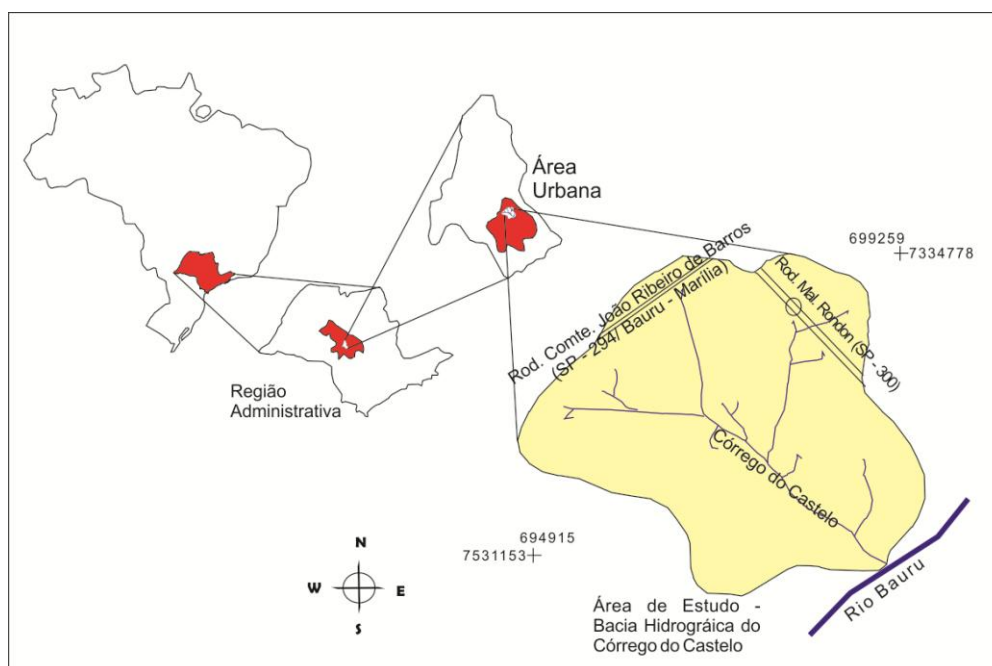 Área
Urbana
699259
7334778
Rod. Comte. João Ribeiro de Barros
(SP - 294/ Bauru - Marília)
Rod. Mal. Rondon (SP - 300)
Região
Administrativa
Córrego do Castelo
694915
7531153
N
W
E
S
Rio Bauru
Área de Estudo -
Bacia Hidrográica do
Córrego do Castelo